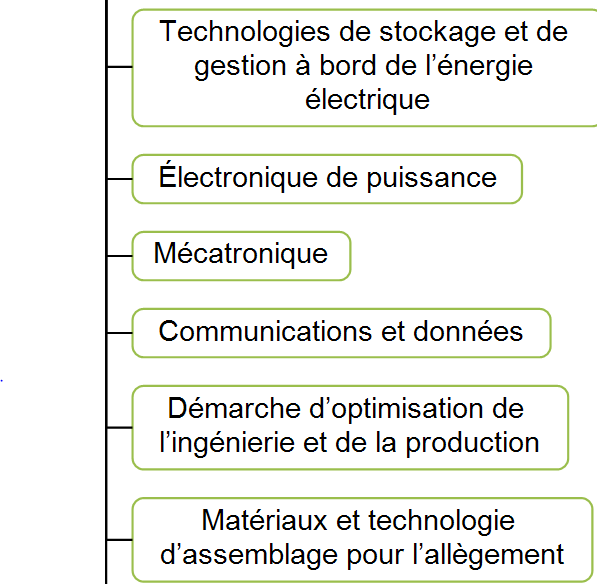 Technologies de stockage et de
gestion à bord de l’énergie
électrique
Électronique de puissance
Mécatronique
Communications et données
Démarche d’optimisation de
l’ingénierie et de la production
Matériaux et technologie
d’assemblage pour l’allègement